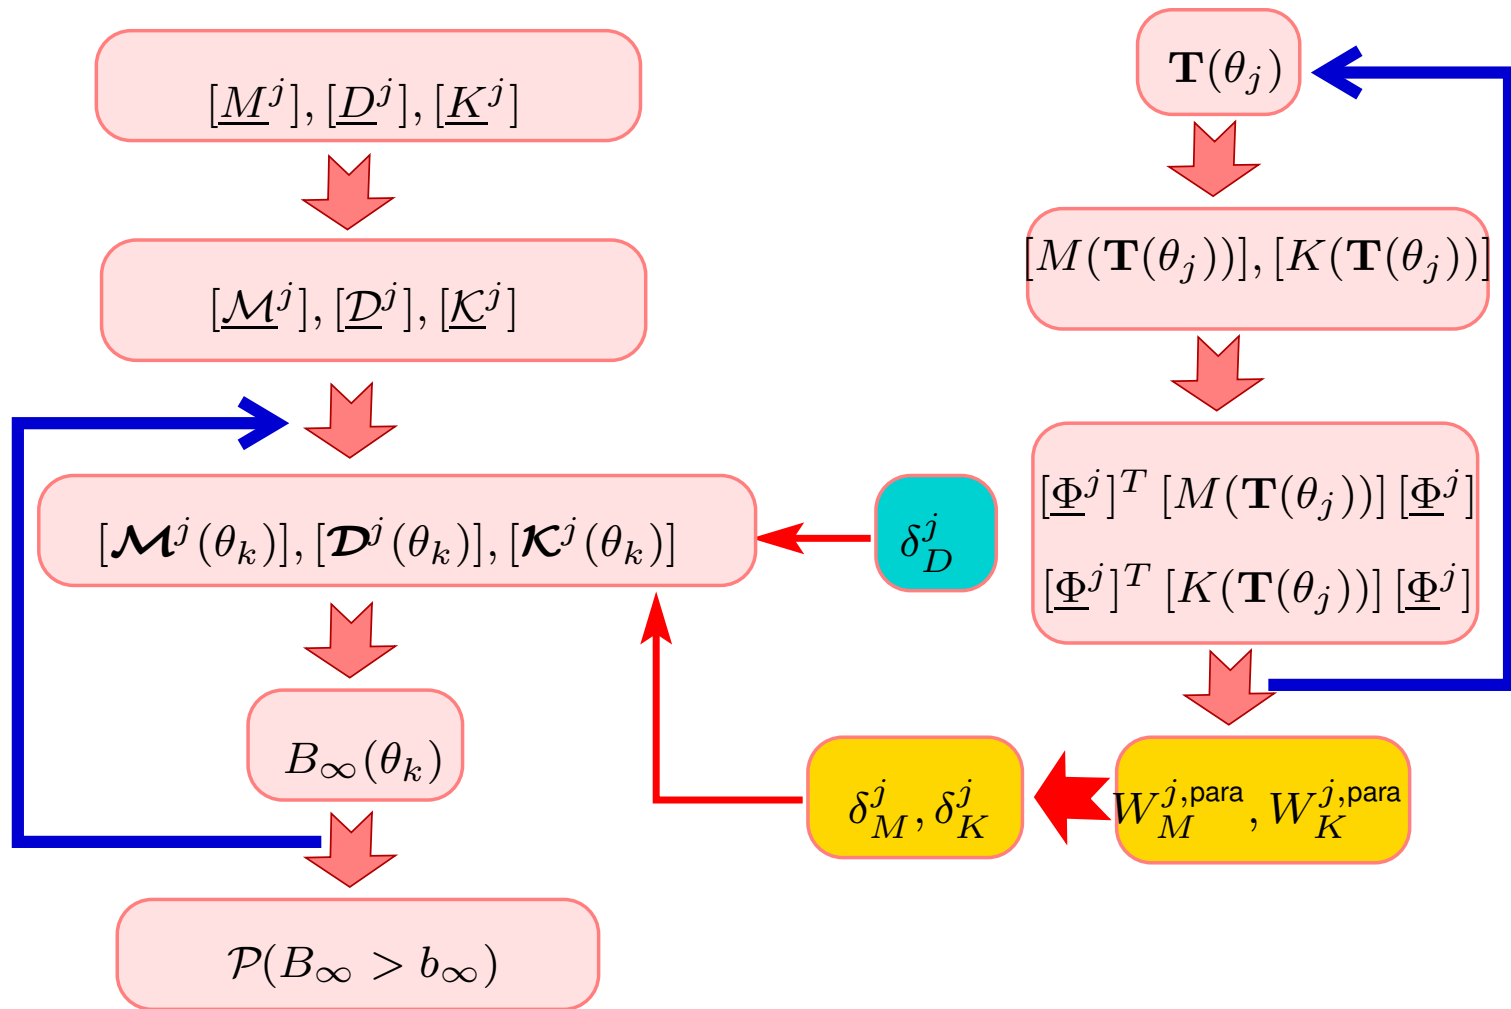 [M̲^j], [D̲^j], [K̲^j]
[ℳ̲^j], [𝒟̲^j], [𝒦̲^j]
[𝓜^j(θ_k)], [𝓓^j(θ_k)], [𝓚^j(θ_k)]
B_∞(θ_k)
𝒫(B_∞ > b_∞)
δ_D^j
δ_M^j, δ_K^j
𝐓(θ_j)
[M(𝐓(θ_j))], [K(𝐓(θ_j))]
[Φ̲^j]^T [M(𝐓(θ_j))] [Φ̲^j]
[Φ̲^j]^T [K(𝐓(θ_j))] [Φ̲^j]
W_M^{j,para}, W_K^{j,para}